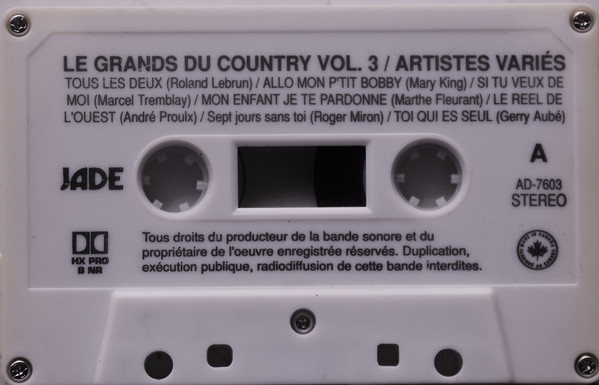 LE GRANDS DU COUNTRY VOL. 3 / ARTISTES VARIÉS
TOUS LES DEUX (Roland Lebrun) / ALLO MON P'TIT BOBBY (Mary King) / SI TU VEUX DE
MOI (Marcel Tremblay) / MON ENFANT JE TE PARDONNE (Marthe Fleurant) / LE REEL DE
L'OUEST (André Proulx) / Sept jours sans toi (Roger Miron) / TOI QUI ES SEUL (Gerry Aubé)
A
JADE
AD-7603
STEREO
HX PRO
B NR
Tous droits du producteur de la bande sonore et du
propriétaire de l'oeuvre enregistrée réservés. Duplication,
exécution publique, radiodiffusion de cette bande interdites.
MADE IN CANADA